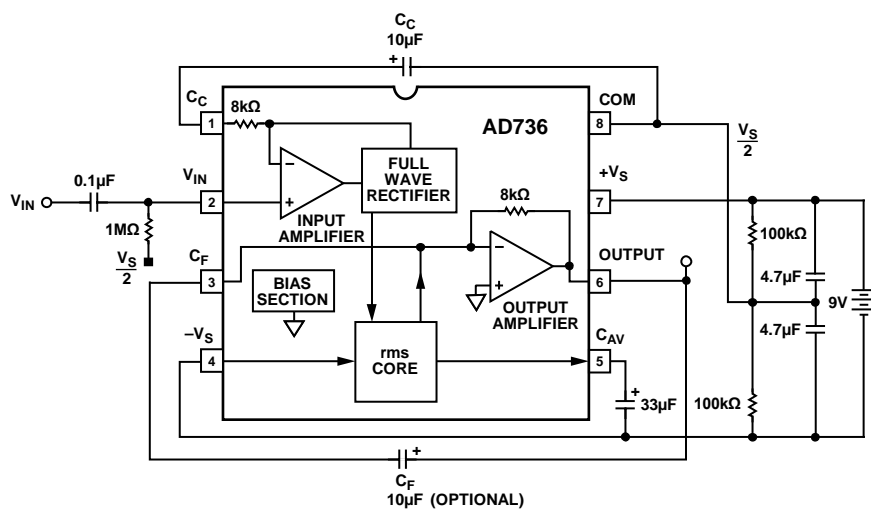 C_C
10µF
+
C_C
8kΩ
AD736
COM
1
8
V_S
2
FULL
WAVE
RECTIFIER
–
+
INPUT
AMPLIFIER
V_IN
0.1µF
V_IN
2
1MΩ
V_S
2
+V_S
7
8kΩ
100kΩ
4.7µF
9V
4.7µF
100kΩ
C_F
3
BIAS
SECTION
–
+
OUTPUT
AMPLIFIER
OUTPUT
6
–V_S
4
rms
CORE
C_AV
5
+
33µF
+
C_F
10µF (OPTIONAL)